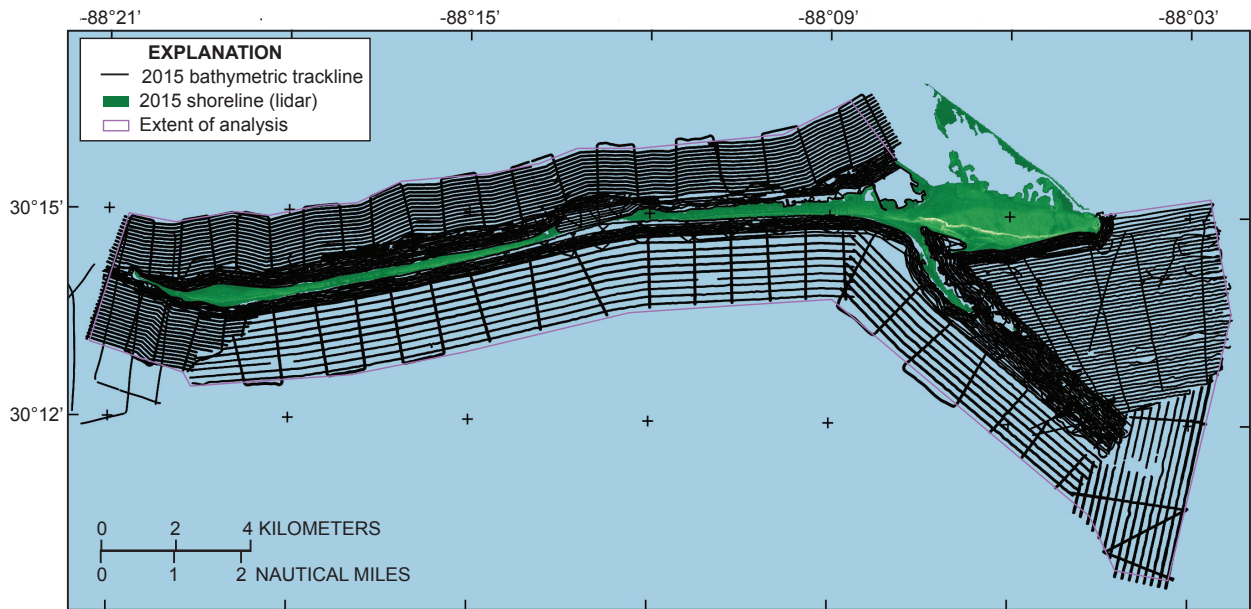 -88°21' -88°15' -88°09' -88°03'
EXPLANATION
2015 bathymetric trackline
2015 shoreline (lidar)
Extent of analysis
30°15'
30°12'
0 2 4 KILOMETERS
0 1 2 NAUTICAL MILES